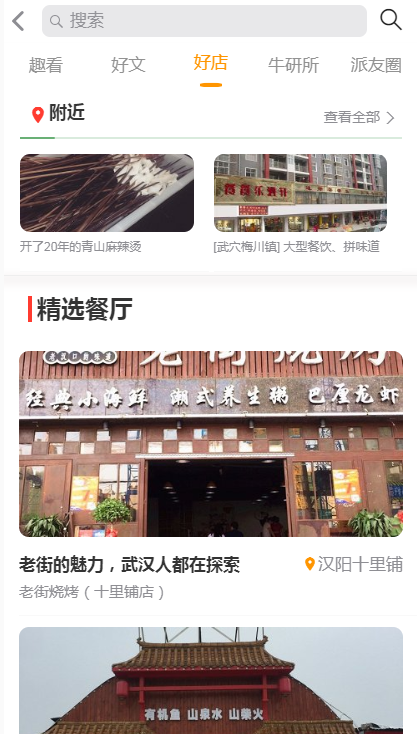 搜索
趣看
好文
好店
牛研所
派友圈
附近
查看全部
开了20年的青山麻辣烫
[武穴梅川镇] 大型餐饮、拼味道
精选餐厅
老街烧烤
经典小海鲜 潮式养生粥 巴厘龙虾
老街的魅力，武汉人都在探索
汉阳十里铺
老街烧烤（十里铺店）
有机鱼 山泉水 山柴火